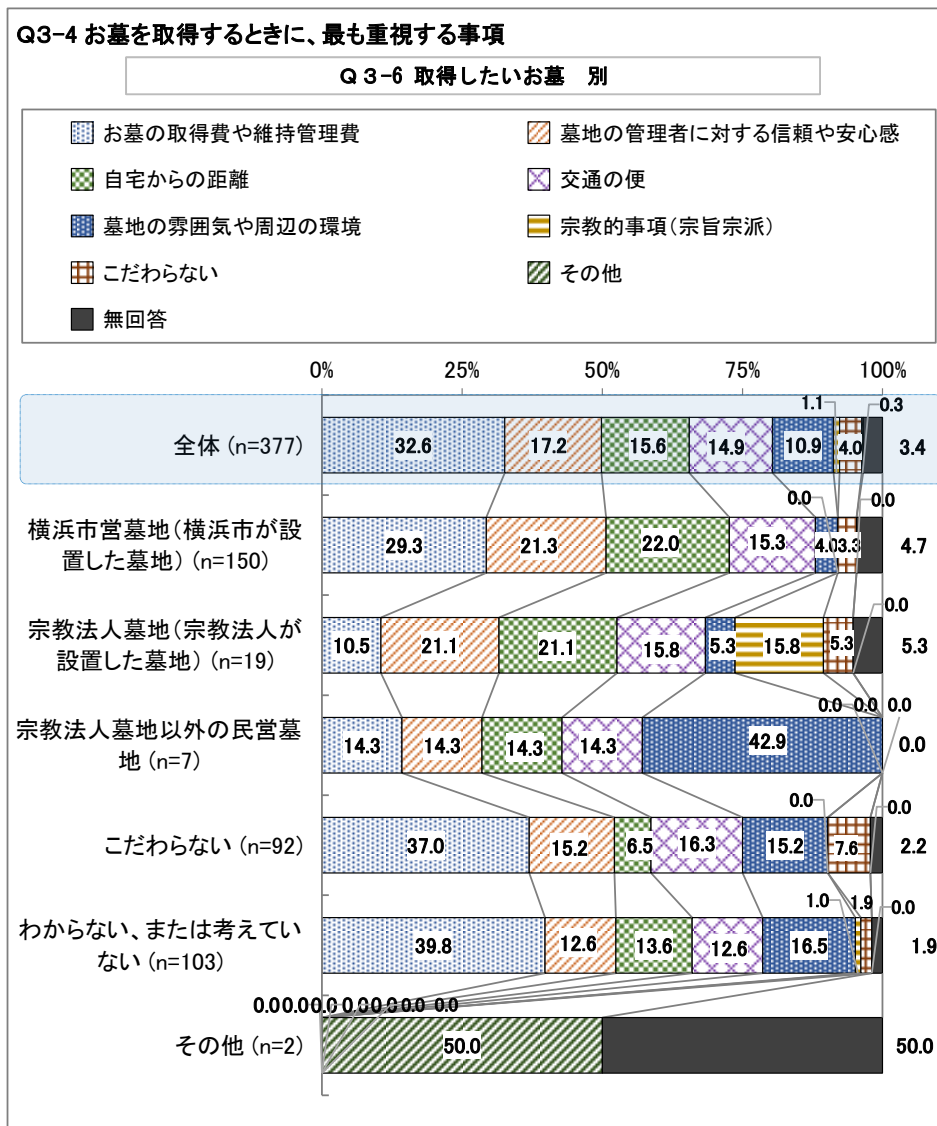 Q3-4 お墓を取得するときに、最も重視する事項
Q3-6 取得したいお墓　別
お墓の取得費や維持管理費
墓地の管理者に対する信頼や安心感
自宅からの距離
交通の便
墓地の雰囲気や周辺の環境
宗教的事項(宗旨宗派)
こだわらない
その他
無回答
0% 25% 50% 75% 100%
1.1 0.3
全体 (n=377) 32.6 17.2 15.6 14.9 10.9 4.0 3.4
0.0 0.0
横浜市営墓地(横浜市が設
置した墓地) (n=150)
29.3 21.3 22.0 15.3 4.0 3.3 4.7
0.0
宗教法人墓地(宗教法人が
設置した墓地) (n=19)
10.5 21.1 21.1 15.8 5.3 15.8 5.3 5.3
0.0 0.0 0.0
宗教法人墓地以外の民営墓
地 (n=7)
14.3 14.3 14.3 14.3 42.9 0.0
0.0 0.0
こだわらない (n=92) 37.0 15.2 6.5 16.3 15.2 7.6 2.2
1.0 1.9 0.0
わからない、または考えてい
ない (n=103)
39.8 12.6 13.6 12.6 16.5 1.9
0.0 0.0 0.0 0.0 0.0 0.0 0.0
その他 (n=2) 50.0 50.0